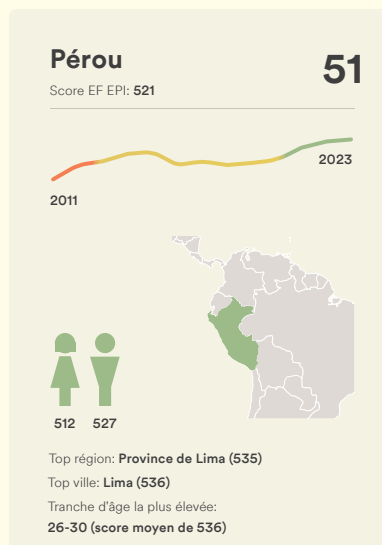 Pérou
51
Score EF EPI: 521
2023
2011
512 527
Top région: Province de Lima (535)
Top ville: Lima (536)
Tranche d'âge la plus élevée:
26-30 (score moyen de 536)